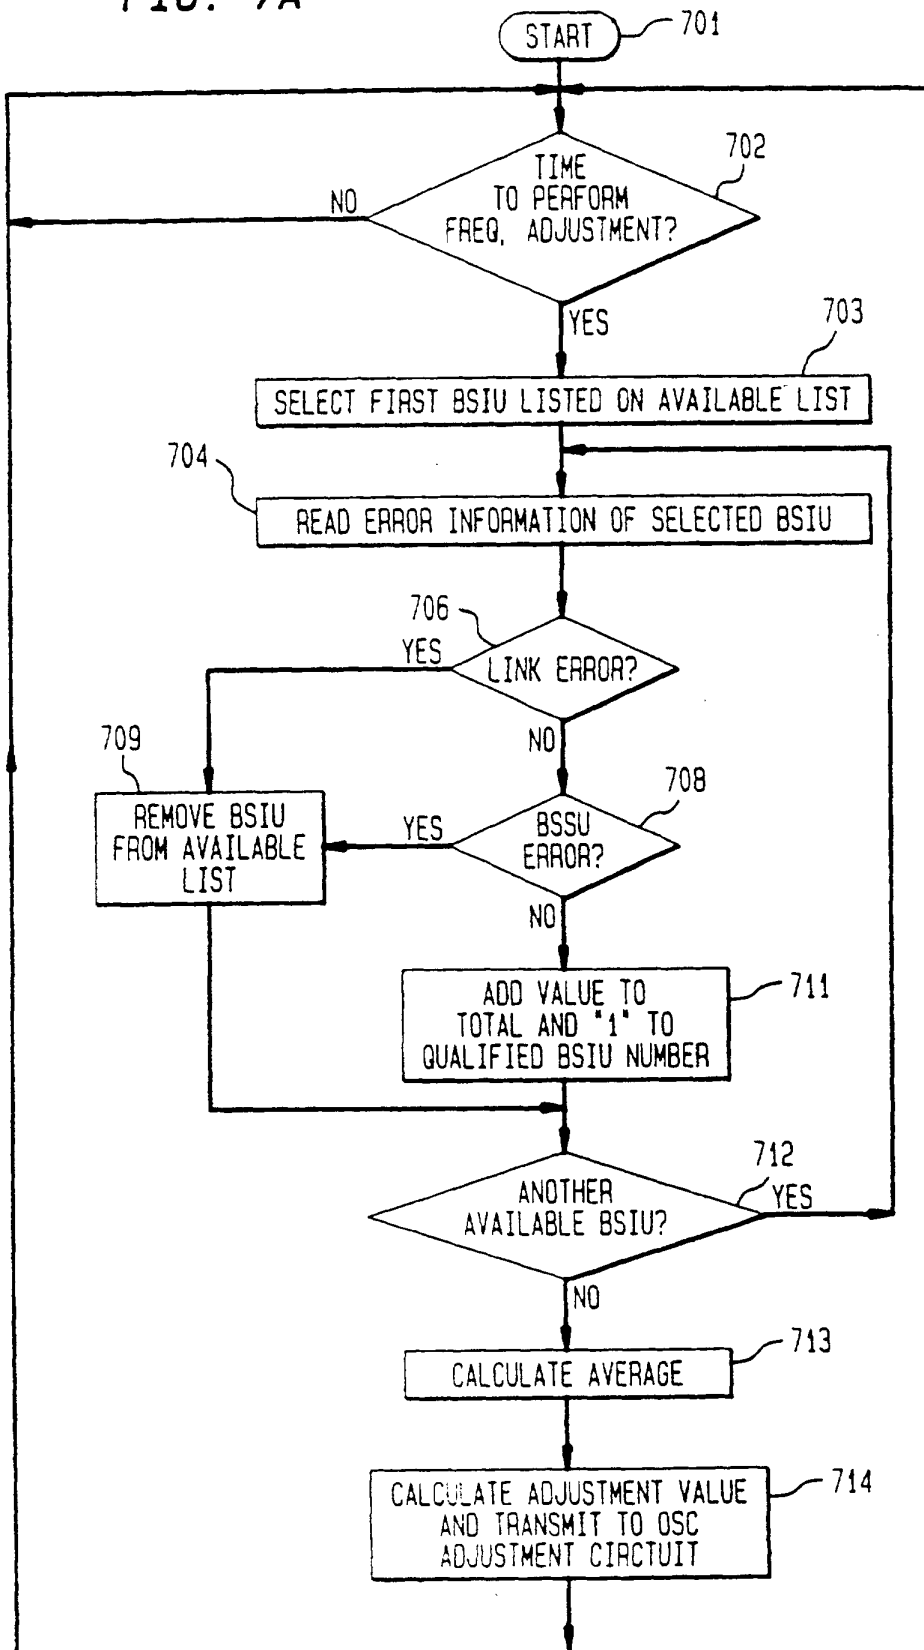 FIG. 7A
START
701
TIME
TO PERFORM
FREQ. ADJUSTMENT?
702
NO
YES
703
SELECT FIRST BSIU LISTED ON AVAILABLE LIST
704
READ ERROR INFORMATION OF SELECTED BSIU
706
YES
LINK ERROR?
NO
709
REMOVE BSIU
FROM AVAILABLE
LIST
YES
708
BSSU
ERROR?
NO
711
ADD VALUE TO
TOTAL AND "1" TO
QUALIFIED BSIU NUMBER
712
ANOTHER
AVAILABLE BSIU?
YES
NO
713
CALCULATE AVERAGE
714
CALCULATE ADJUSTMENT VALUE
AND TRANSMIT TO OSC
ADJUSTMENT CIRCTUIT